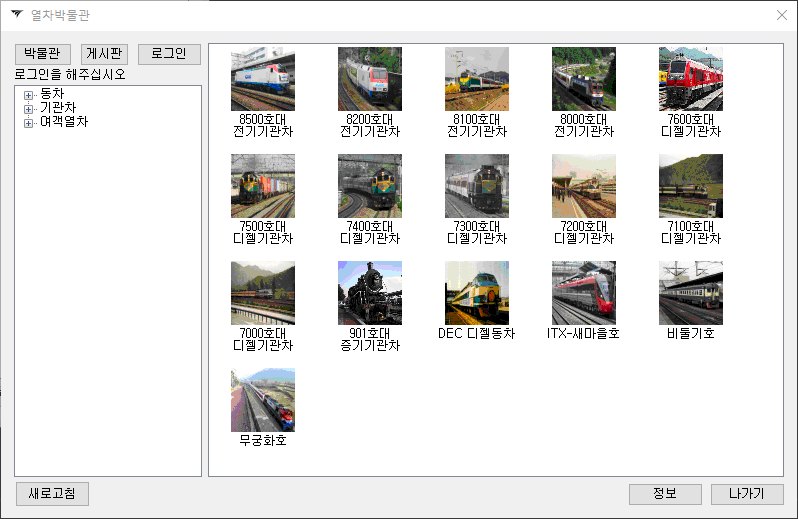 열차박물관
박물관 게시판 로그인
로그인을 해주십시오
동차
기관차
여객열차
8500호대
전기기관차
8200호대
전기기관차
8100호대
전기기관차
8000호대
전기기관차
7600호대
디젤기관차
7500호대
디젤기관차
7400호대
디젤기관차
7300호대
디젤기관차
7200호대
디젤기관차
7100호대
디젤기관차
7000호대
디젤기관차
901호대
증기기관차
DEC 디젤동차
ITX-새마을호
비둘기호
무궁화호
새로고침
정보 나가기